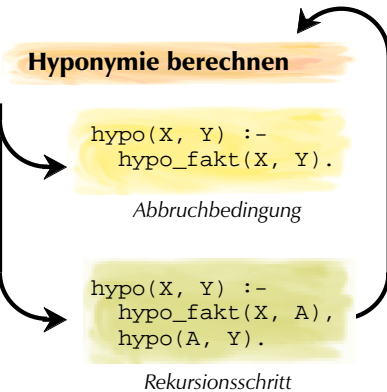 Hyponymie berechnen
hypo(X, Y) :-
hypo_fakt(X, Y).
Abbruchbedingung
hypo(X, Y) :-
hypo_fakt(X, A),
hypo(A, Y).
Rekursionsschritt